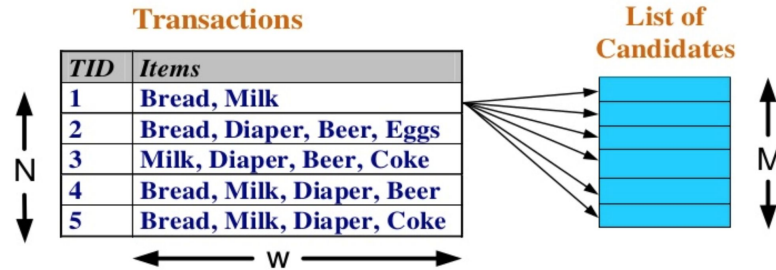 Transactions
List of
Candidates
TID Items
1 Bread, Milk
2 Bread, Diaper, Beer, Eggs
3 Milk, Diaper, Beer, Coke
4 Bread, Milk, Diaper, Beer
5 Bread, Milk, Diaper, Coke
N
M
w